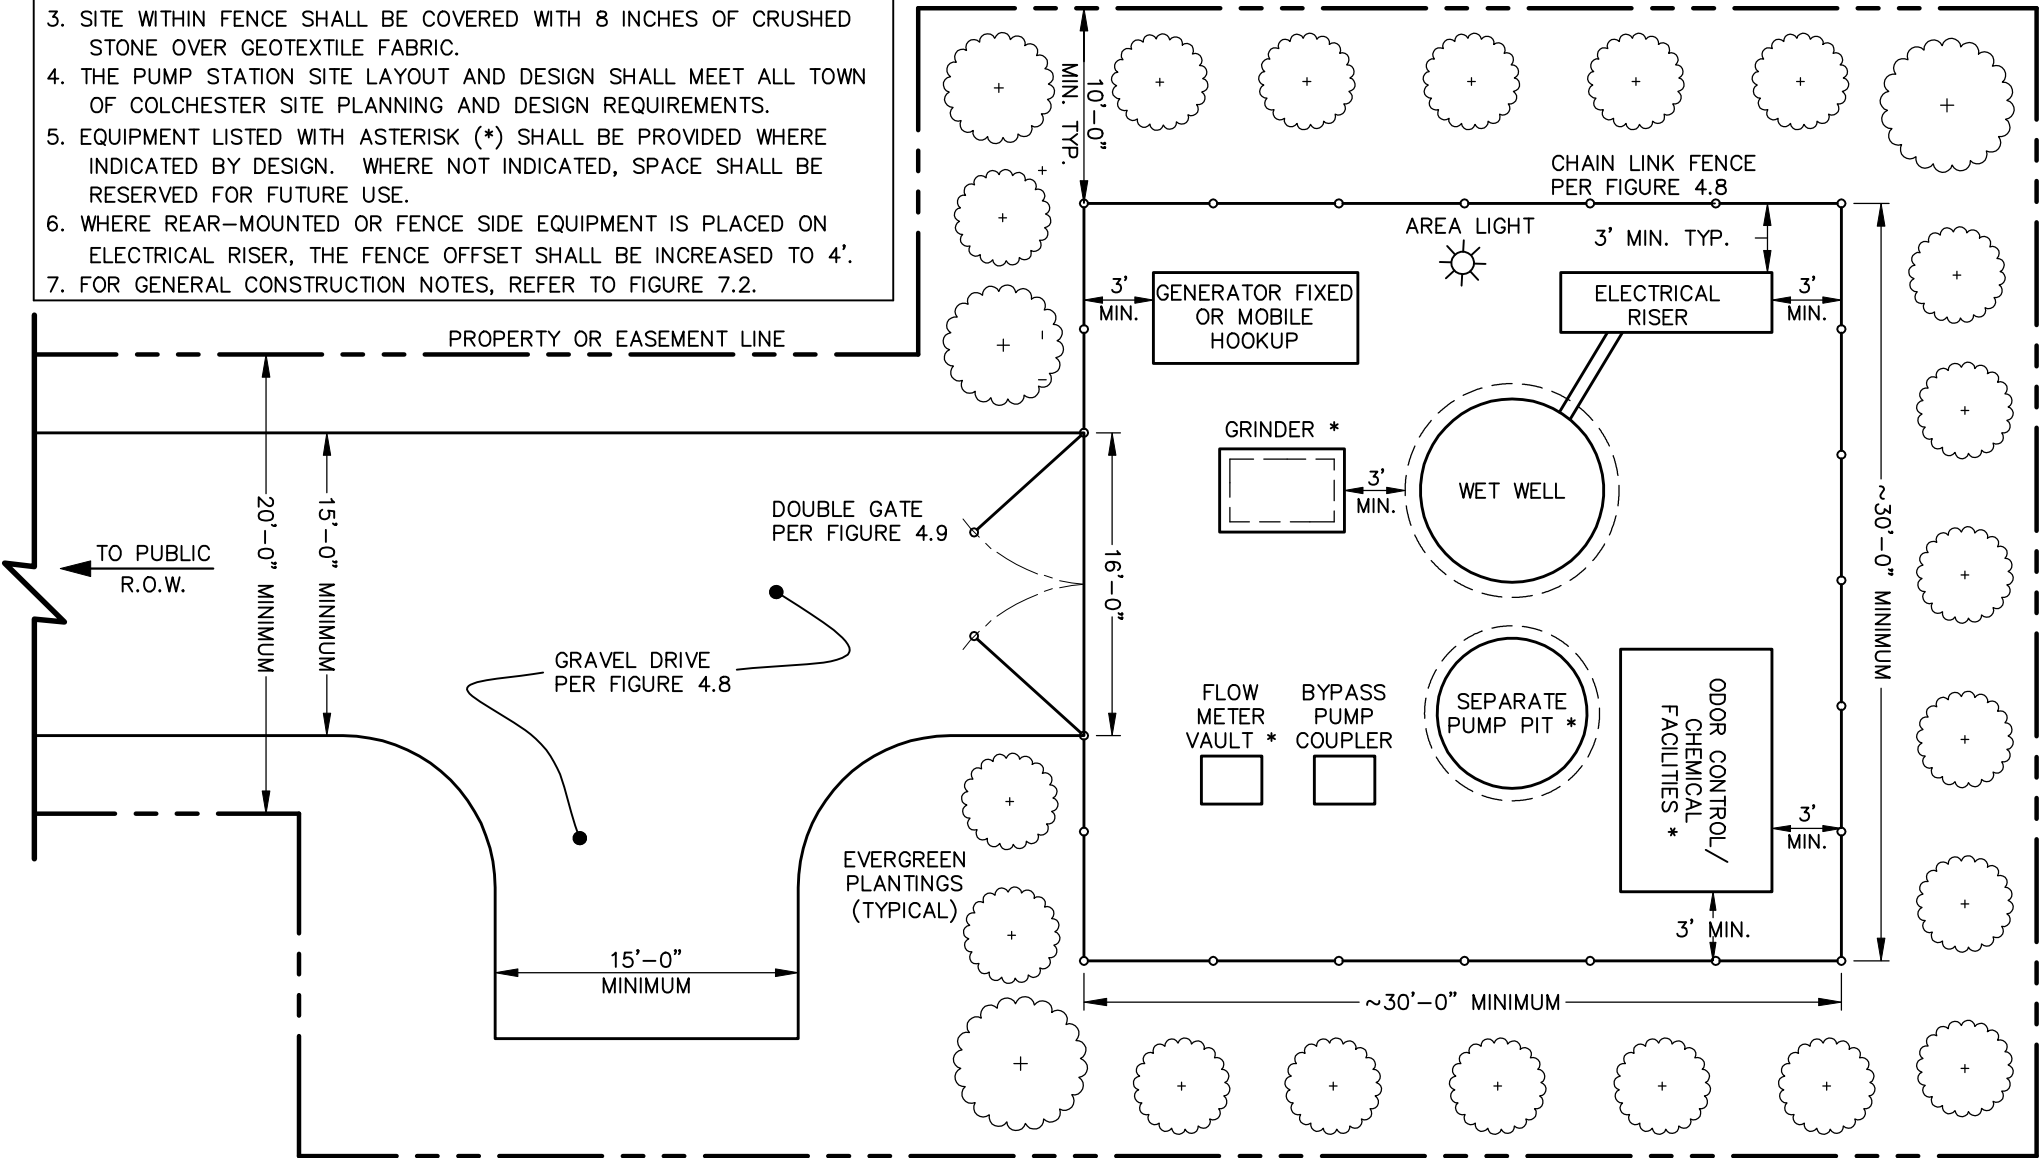 3. SITE WITHIN FENCE SHALL BE COVERED WITH 8 INCHES OF CRUSHED
STONE OVER GEOTEXTILE FABRIC.
4. THE PUMP STATION SITE LAYOUT AND DESIGN SHALL MEET ALL TOWN
OF COLCHESTER SITE PLANNING AND DESIGN REQUIREMENTS.
5. EQUIPMENT LISTED WITH ASTERISK (*) SHALL BE PROVIDED WHERE
INDICATED BY DESIGN. WHERE NOT INDICATED, SPACE SHALL BE
RESERVED FOR FUTURE USE.
6. WHERE REAR–MOUNTED OR FENCE SIDE EQUIPMENT IS PLACED ON
ELECTRICAL RISER, THE FENCE OFFSET SHALL BE INCREASED TO 4'.
7. FOR GENERAL CONSTRUCTION NOTES, REFER TO FIGURE 7.2.
PROPERTY OR EASEMENT LINE
10'–0"
MIN. TYP.
CHAIN LINK FENCE
PER FIGURE 4.8
AREA LIGHT
3' MIN. TYP.
3'
MIN.
GENERATOR FIXED
OR MOBILE
HOOKUP
ELECTRICAL
RISER
3'
MIN.
GRINDER *
3'
MIN.
WET WELL
20'–0" MINIMUM
15'–0" MINIMUM
TO PUBLIC
R.O.W.
DOUBLE GATE
PER FIGURE 4.9
16'–0"
~30'–0" MINIMUM
GRAVEL DRIVE
PER FIGURE 4.8
FLOW
METER
VAULT *
BYPASS
PUMP
COUPLER
SEPARATE
PUMP PIT *
ODOR CONTROL/
CHEMICAL
FACILITIES *
3'
MIN.
3' MIN.
EVERGREEN
PLANTINGS
(TYPICAL)
15'–0"
MINIMUM
~30'–0" MINIMUM